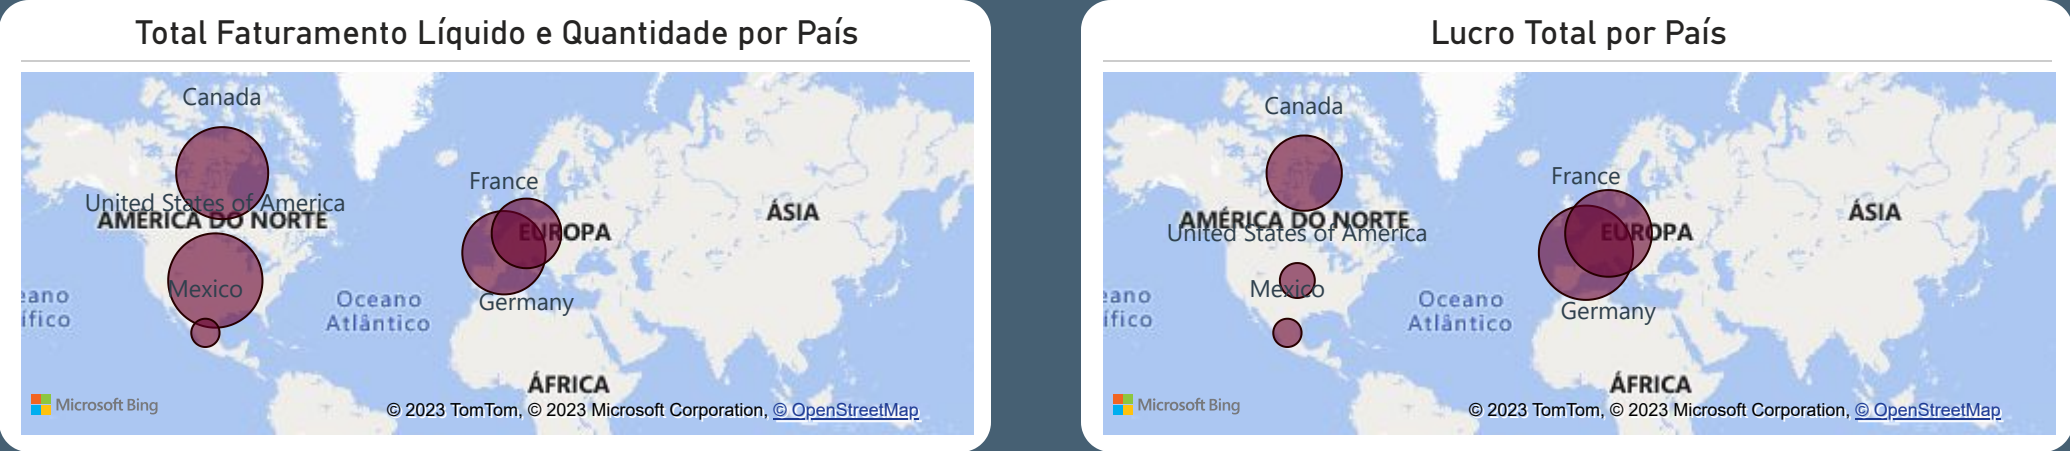 Total Faturamento Líquido e Quantidade por País
Canada
France
United States of America
AMÉRICA DO NORTE
ÁSIA
EUROPA
Mexico
Germany
eano
ífico
Oceano
Atlântico
ÁFRICA
Microsoft Bing
© 2023 TomTom, © 2023 Microsoft Corporation, © OpenStreetMap
Lucro Total por País
Canada
France
AMÉRICA DO NORTE
United States of America
ÁSIA
EUROPA
Mexico
Germany
eano
ífico
Oceano
Atlântico
ÁFRICA
Microsoft Bing
© 2023 TomTom, © 2023 Microsoft Corporation, © OpenStreetMap